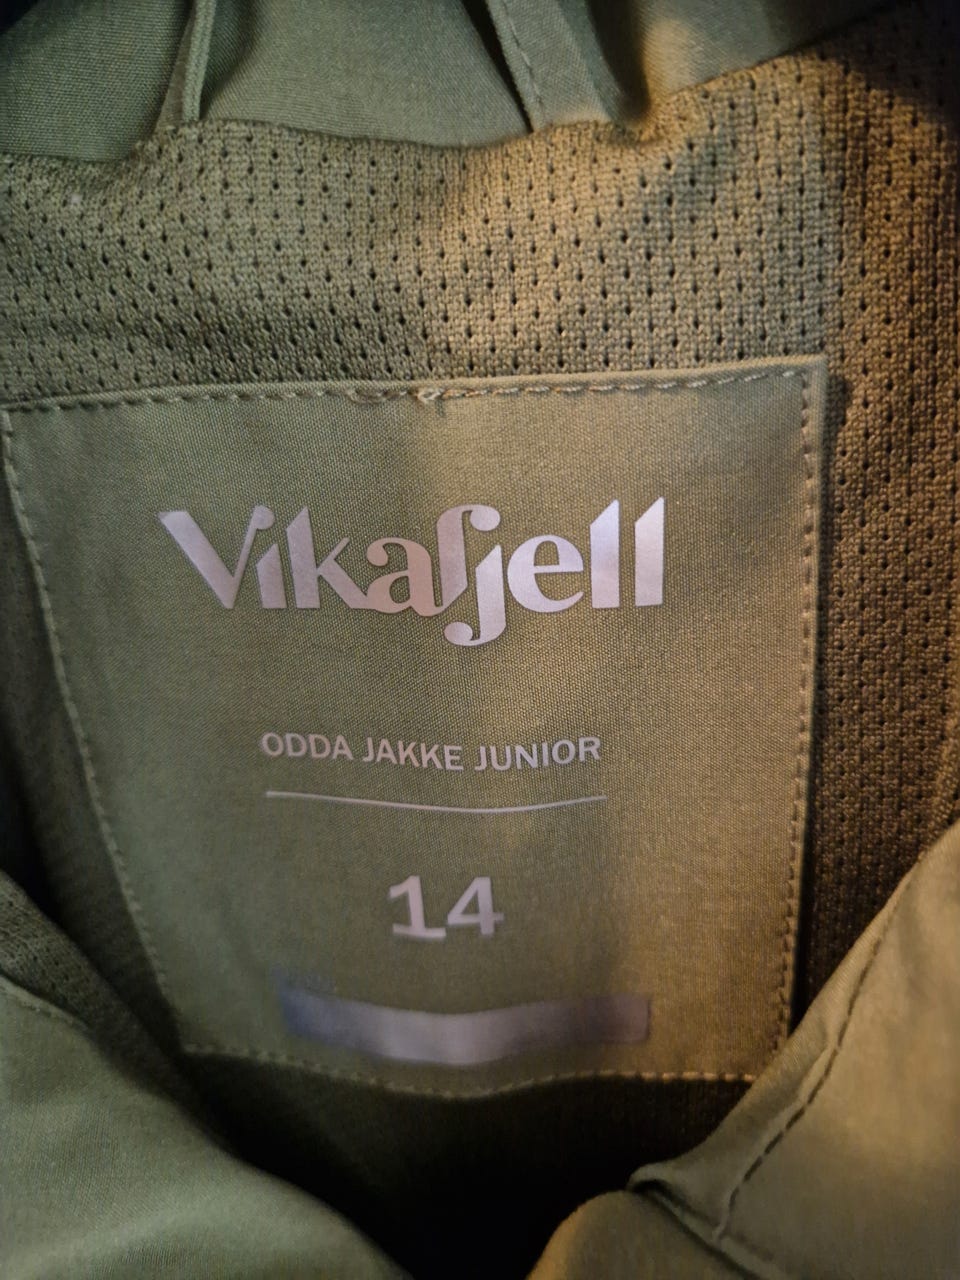 Vikafjell
ODDA JAKKE JUNIOR
14